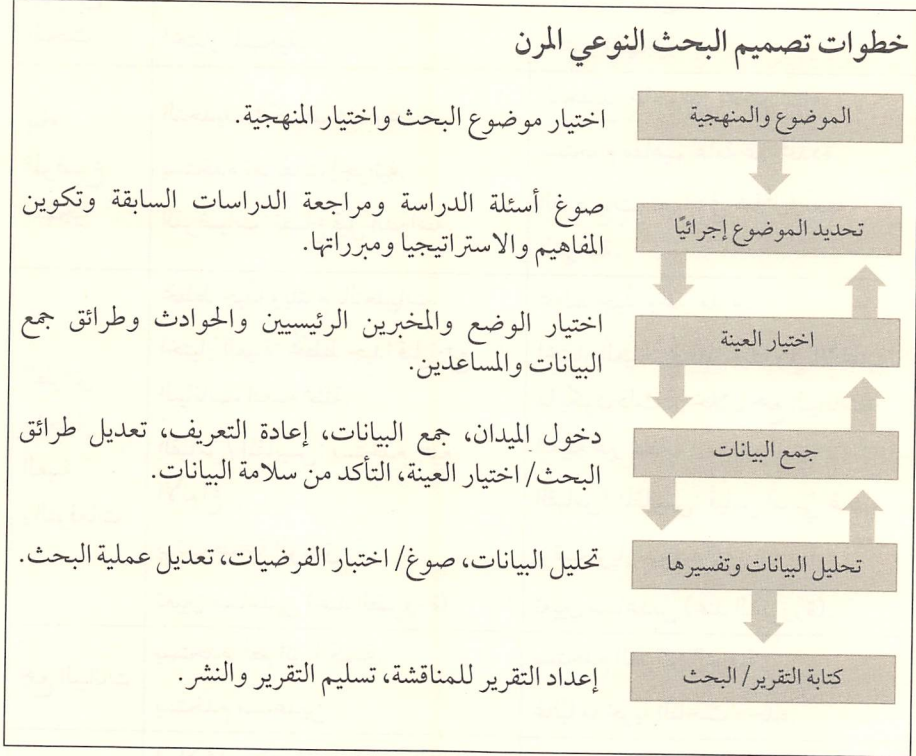 خطوات تصميم البحث النوعي المرن
الموضوع والمنهجية
اختيار موضوع البحث واختيار المنهجية.
تحديد الموضوع إجرائيًا
صوغ أسئلة الدراسة ومراجعة الدراسات السابقة وتكوين
المفاهيم والاستراتيجيا ومبرراتها.
اختيار العينة
اختيار الوضع والمخبرين الرئيسيين والحوادث وطرائق جمع
البيانات والمساعدين.
جمع البيانات
دخول الميدان، جمع البيانات، إعادة التعريف، تعديل طرائق
البحث/ اختيار العينة، التأكد من سلامة البيانات.
تحليل البيانات وتفسيرها
تحليل البيانات، صوغ/ اختبار الفرضيات، تعديل عملية البحث.
كتابة التقرير/ البحث
إعداد التقرير للمناقشة، تسليم التقرير والنشر.